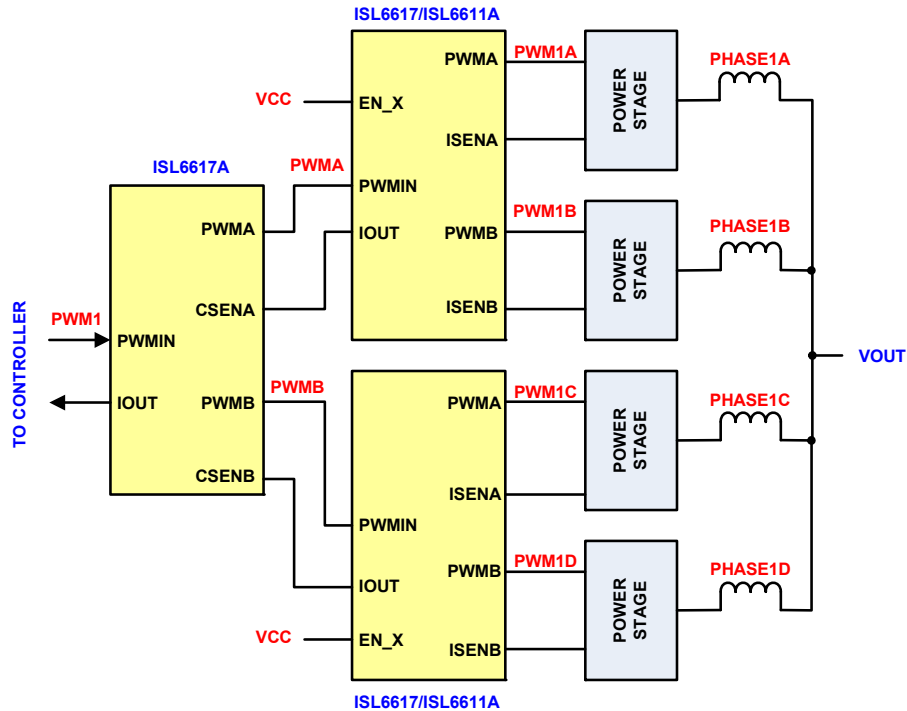 ISL6617/ISL6611A
PWMA
PWM1A
POWER
STAGE
PHASE1A
VCC
EN_X
ISENA
ISL6617A
PWMA
PWMIN
PWMA
IOUT
PWMB
PWM1B
POWER
STAGE
PHASE1B
CSENA
ISENB
TO CONTROLLER
PWM1
PWMIN
VOUT
IOUT
PWMB
PWMB
CSENB
PWMA
PWM1C
POWER
STAGE
PHASE1C
ISENA
PWMIN
PWMB
PWM1D
POWER
STAGE
PHASE1D
IOUT
VCC
EN_X
ISENB
ISL6617/ISL6611A